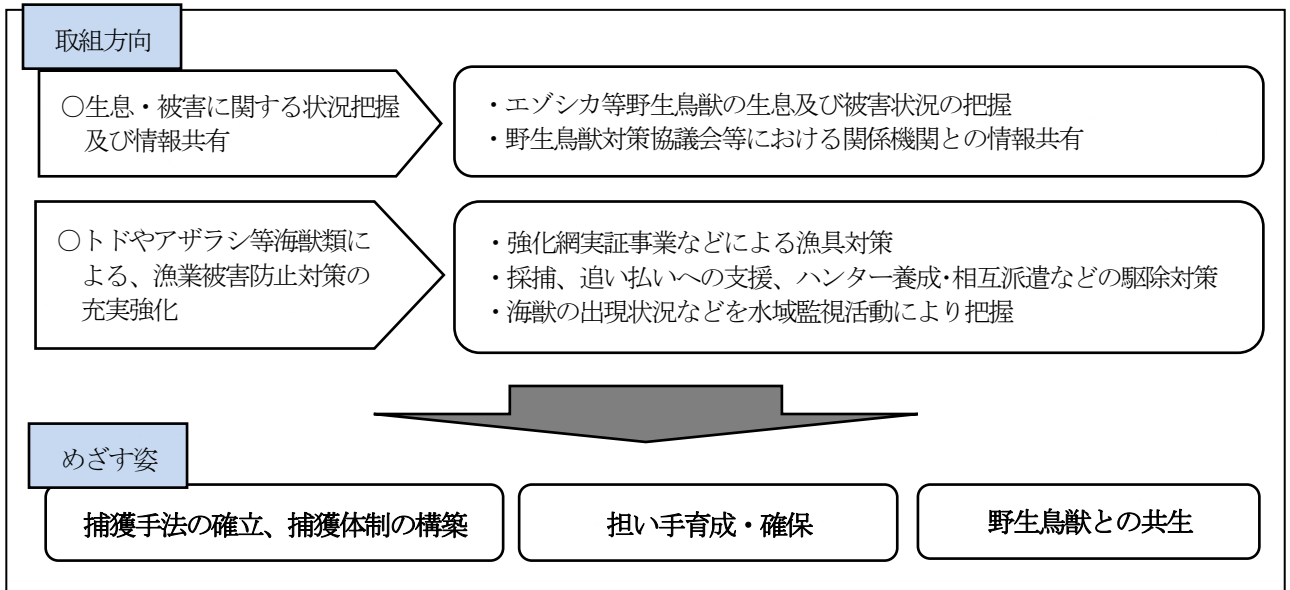 取組方向
○生息・被害に関する状況把握
及び情報共有
・エゾシカ等野生鳥獣の生息及び被害状況の把握
・野生鳥獣対策協議会等における関係機関との情報共有
○トドやアザラシ等海獣類に
よる、漁業被害防止対策の
充実強化
・強化網実証事業などによる漁具対策
・採捕、追い払いへの支援、ハンター養成・相互派遣などの駆除対策
・海獣の出現状況などを水域監視活動により把握
めざす姿
捕獲手法の確立、捕獲体制の構築
担い手育成・確保
野生鳥獣との共生